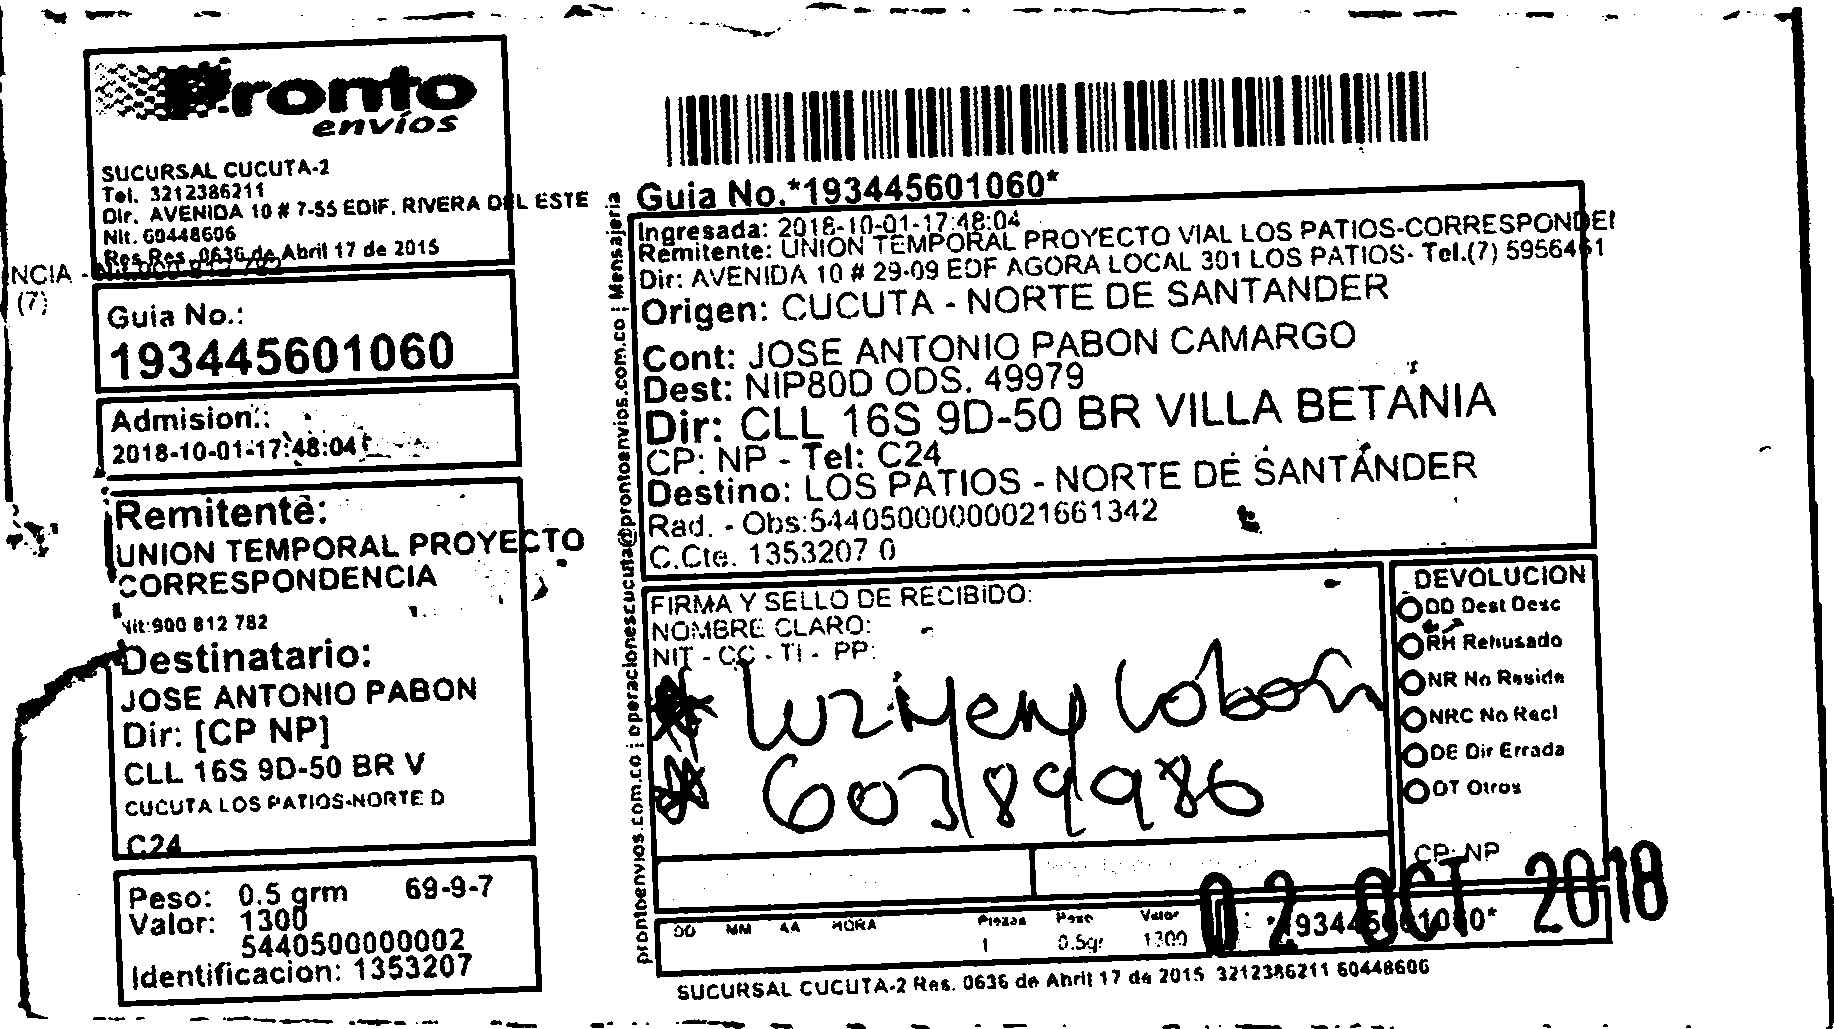 Pronto
envíos
SUCURSAL CUCUTA-2
Tel. 3212386211
Dir. AVENIDA 10 # 7-55 EDIF. RIVERA DEL ESTE
Nit. 60448606
Res Res. 0636 de Abril 17 de 2015
NCIA -
(7)
Guia No.:
193445601060
Admision.:
2018-10-01-17:48:04
Remitente:
UNION TEMPORAL PROYECTO
CORRESPONDENCIA
Nit:900 812 782
Destinatario:
JOSE ANTONIO PABON
Dir: [CP NP]
CLL 16S 9D-50 BR V
CUCUTA LOS PATIOS-NORTE D
C24
Peso: 0.5 grm 69-9-7
Valor: 1300
5440500000002
Identificacion: 1353207
prontoenvios.com.co | operacionescucuta@prontoenvios.com.co | Mensajeria
Guia No.*193445601060*
Ingresada: 2018-10-01-17:48:04
Remitente: UNION TEMPORAL PROYECTO VIAL LOS PATIOS-CORRESPONDEI
Dir: AVENIDA 10 # 29-09 EDF AGORA LOCAL 301 LOS PATIOS- Tel.(7) 5956461
Origen: CUCUTA - NORTE DE SANTANDER
Cont: JOSE ANTONIO PABON CAMARGO
Dest: NIP80D ODS. 49979
Dir: CLL 16S 9D-50 BR VILLA BETANIA
CP: NP - Tel: C24
Destino: LOS PATIOS - NORTE DE SANTANDER
Rad. - Obs:54405000000021661342
C.Cte. 1353207 0
FIRMA Y SELLO DE RECIBIDO:
NOMBRE CLARO:
NIT - CC - TI - PP:
60389986
DEVOLUCION
DD Dest Desc
RH Rehusado
NR No Reside
NRC No Recl
DE Dir Errada
OT Otros
CP: NP
02 OCT 2018
DD MM AA HORA Piezas Peso Valor
1 0.5gr 1300 *193445601060*
SUCURSAL CUCUTA-2 Res. 0636 de Abril 17 de 2015 3212386211 60448606